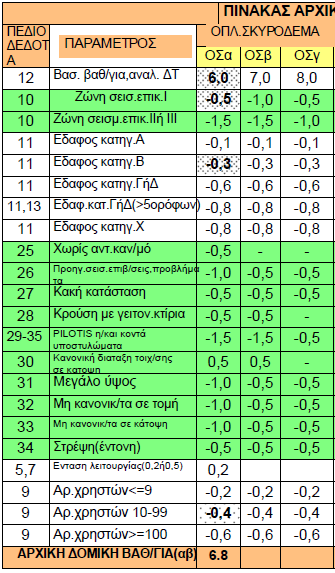 ΠΙΝΑΚΑΣ ΑΡΧΙΚ
ΠΕΔΙΟ ΔΕΔΟΤ Α ΠΑΡΑΜΕΤΡΟΣ ΟΠΛ.ΣΚΥΡΟΔΕΜΑ
ΟΣα ΟΣβ ΟΣγ
12 Βασ. βαθ/για,αναλ. ΔΤ 6,0 7,0 8,0
10 Ζώνη σεισ.επικ.Ι -0,5 -1,0 -0,5
10 Ζώνη σεισμ.επικ.ΙΙή ΙΙΙ -1,5 -1,5 -1,0
11 Εδαφος κατηγ.Α -0,1 -0,1 -0,1
11 Εδαφος κατηγ.Β -0,3 -0,3 -0,3
11 Εδαφος κατηγ.ΓήΔ -0,6 -0,6 -0,6
11,13 Εδαφ.κατ.ΓήΔ(>5ορόφων) -0,8 -0,8 -0,8
11 Εδαφος κατηγ.Χ -0,8 -0,8 -0,8
25 Χωρίς αντ.καν/μό -0,5 - -
26 Προηγ.σεισ.επιβ/σεις,προβλήμα τα -1,0 -0,5 -0,5
27 Κακή κατάσταση -0,5 -0,5 -0,5
28 Κρούση με γειτον.κτίρια -0,5 -0,5 -
29-35 PILOTIS η/και κοντά υποστυλώματα -1,5 -1,5 -0,5
30 Κανονική διαταξη τοιχ/σης σε κατοψη 0,5 0,5 -
31 Μεγάλο ύψος -1,0 -0,5 -0,5
32 Μη κανονικ/τα σε τομή -1,0 -0,5 -0,5
33 Μη κανονικ/τα σε κάτοψη -1,0 -0,5 -0,5
34 Στρέψη(έντονη) -0,5 -0,5 -0,5
5,7 Ενταση λειτουργίας(0,2ή0,5) 0,2
9 Αρ.χρηστών<=9 -0,2 -0,2 -0,2
9 Αρ.χρηστών 10-99 -0,4 -0,4 -0,4
9 Αρ.χρηστών>=100 -0,6 -0,6 -0,6
ΑΡΧΙΚΗ ΔΟΜΙΚΗ ΒΑΘ/ΓΙΑ(αβ) 6.8